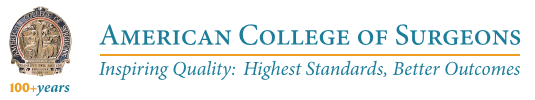 AMERICAN COLLEGE OF SURGEONS
Inspiring Quality: Highest Standards, Better Outcomes
100+years